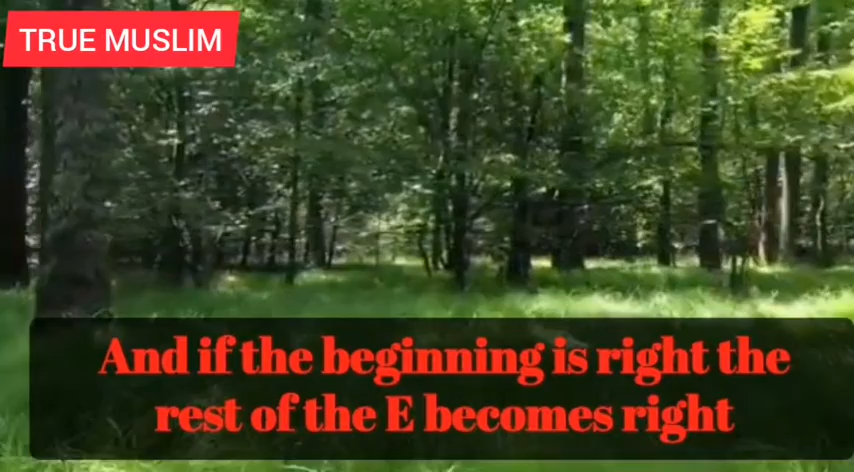 TRUE MUSLIM
And if the beginning is right the
rest of the E becomes right